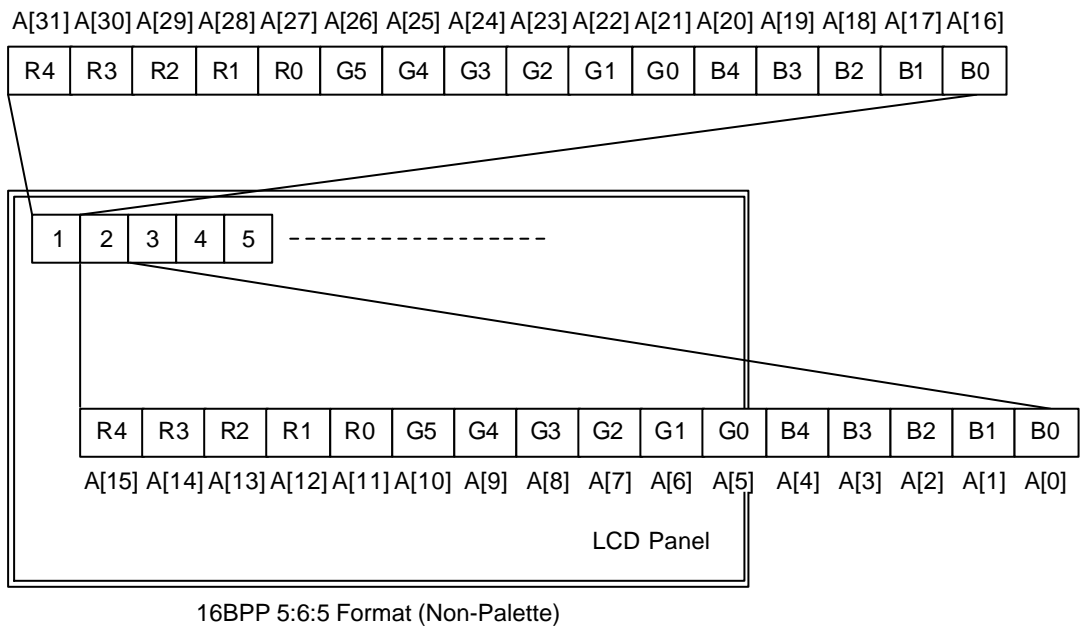 A[31] A[30] A[29] A[28] A[27] A[26] A[25] A[24] A[23] A[22] A[21] A[20] A[19] A[18] A[17] A[16]
R4 R3 R2 R1 R0 G5 G4 G3 G2 G1 G0 B4 B3 B2 B1 B0
1 2 3 4 5
R4 R3 R2 R1 R0 G5 G4 G3 G2 G1 G0 B4 B3 B2 B1 B0
A[15] A[14] A[13] A[12] A[11] A[10] A[9] A[8] A[7] A[6] A[5] A[4] A[3] A[2] A[1] A[0]
LCD Panel
16BPP 5:6:5 Format (Non-Palette)